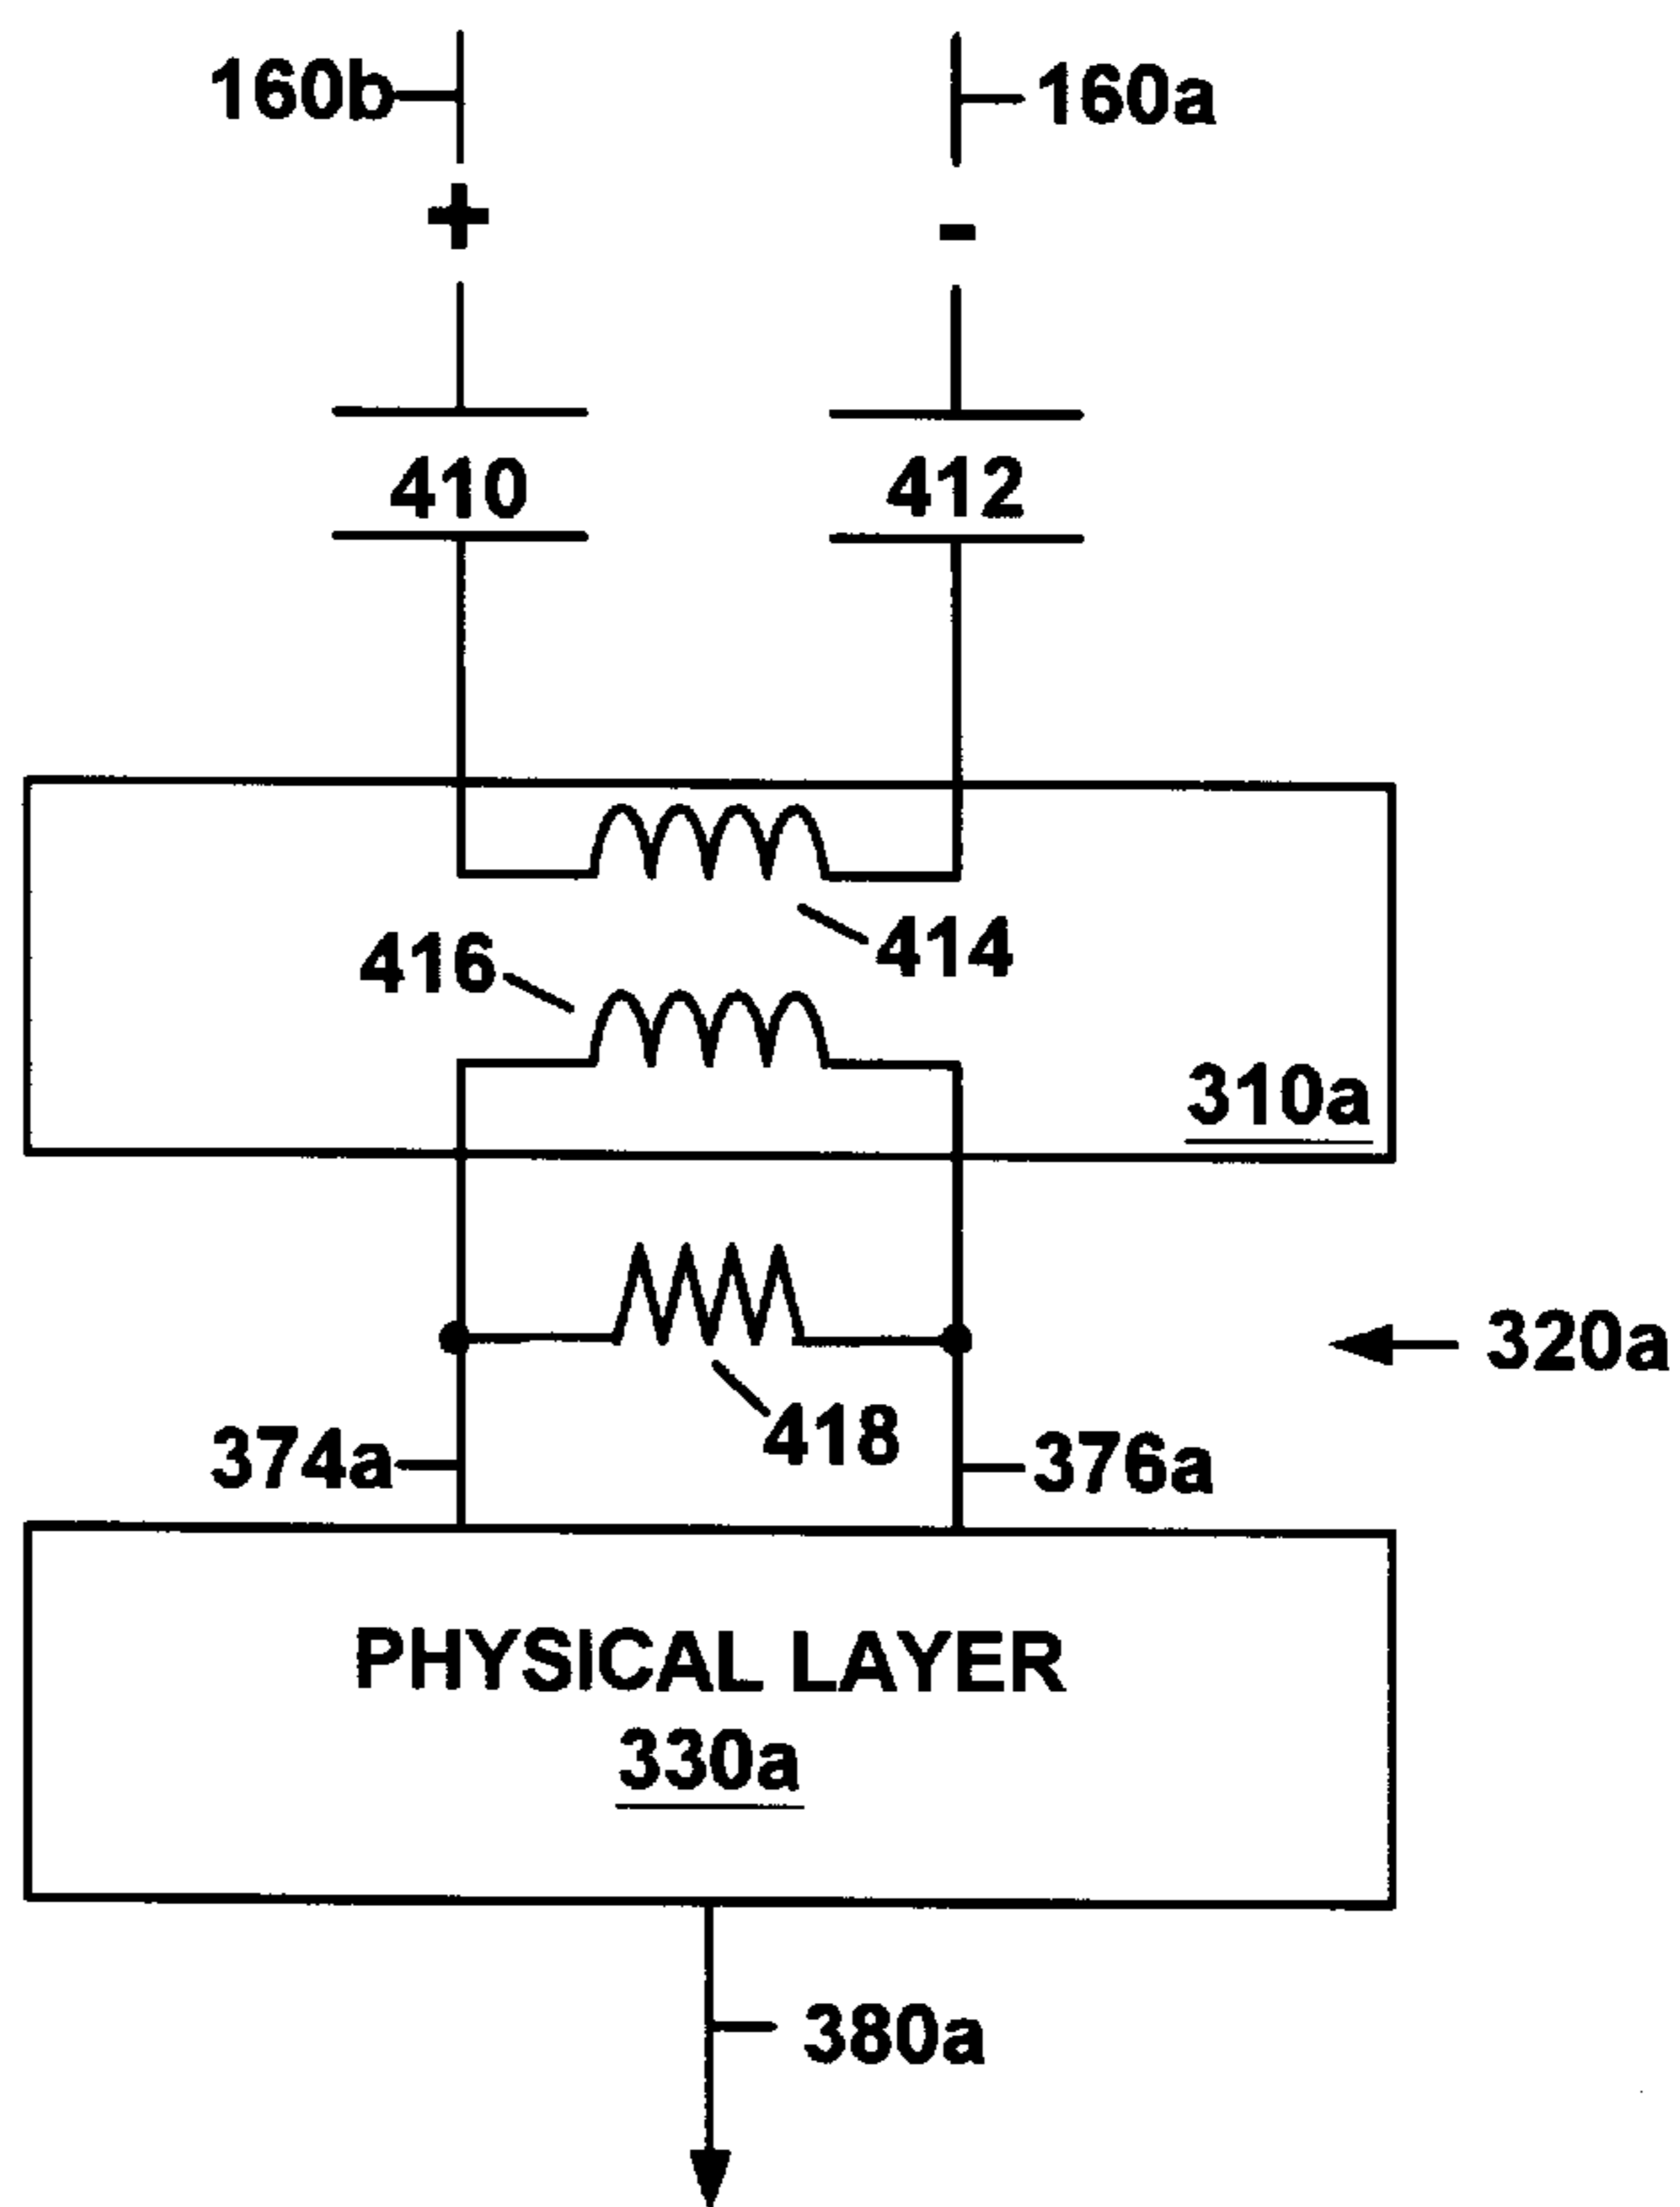 160b
160a
+
-
410
412
414
416
310a
320a
418
374a
376a
PHYSICAL LAYER
330a
380a